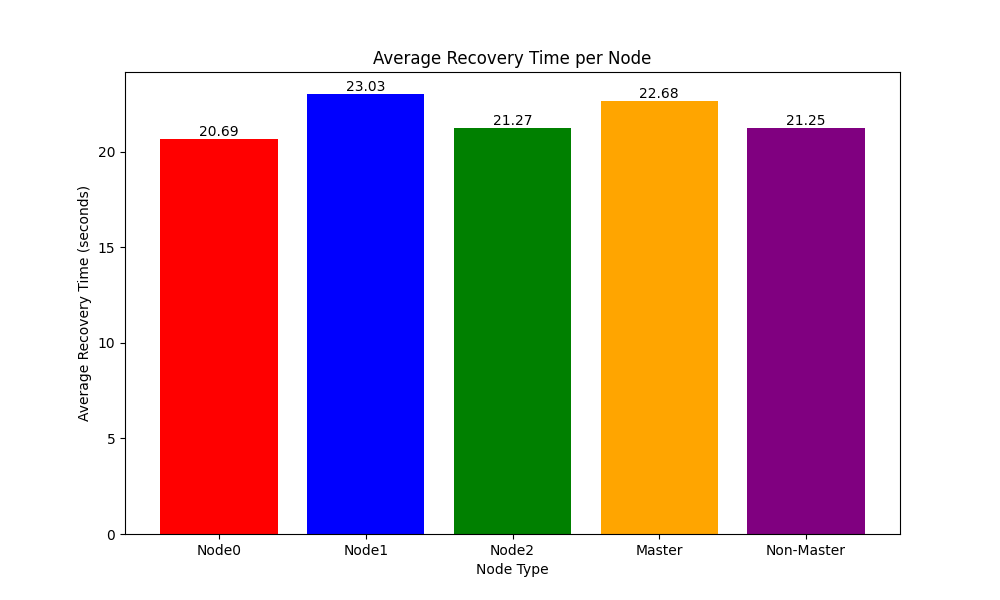 Average Recovery Time per Node
20.69
23.03
21.27
22.68
21.25
Average Recovery Time (seconds)
20
15
10
5
0
Node0
Node1
Node2
Master
Non-Master
Node Type